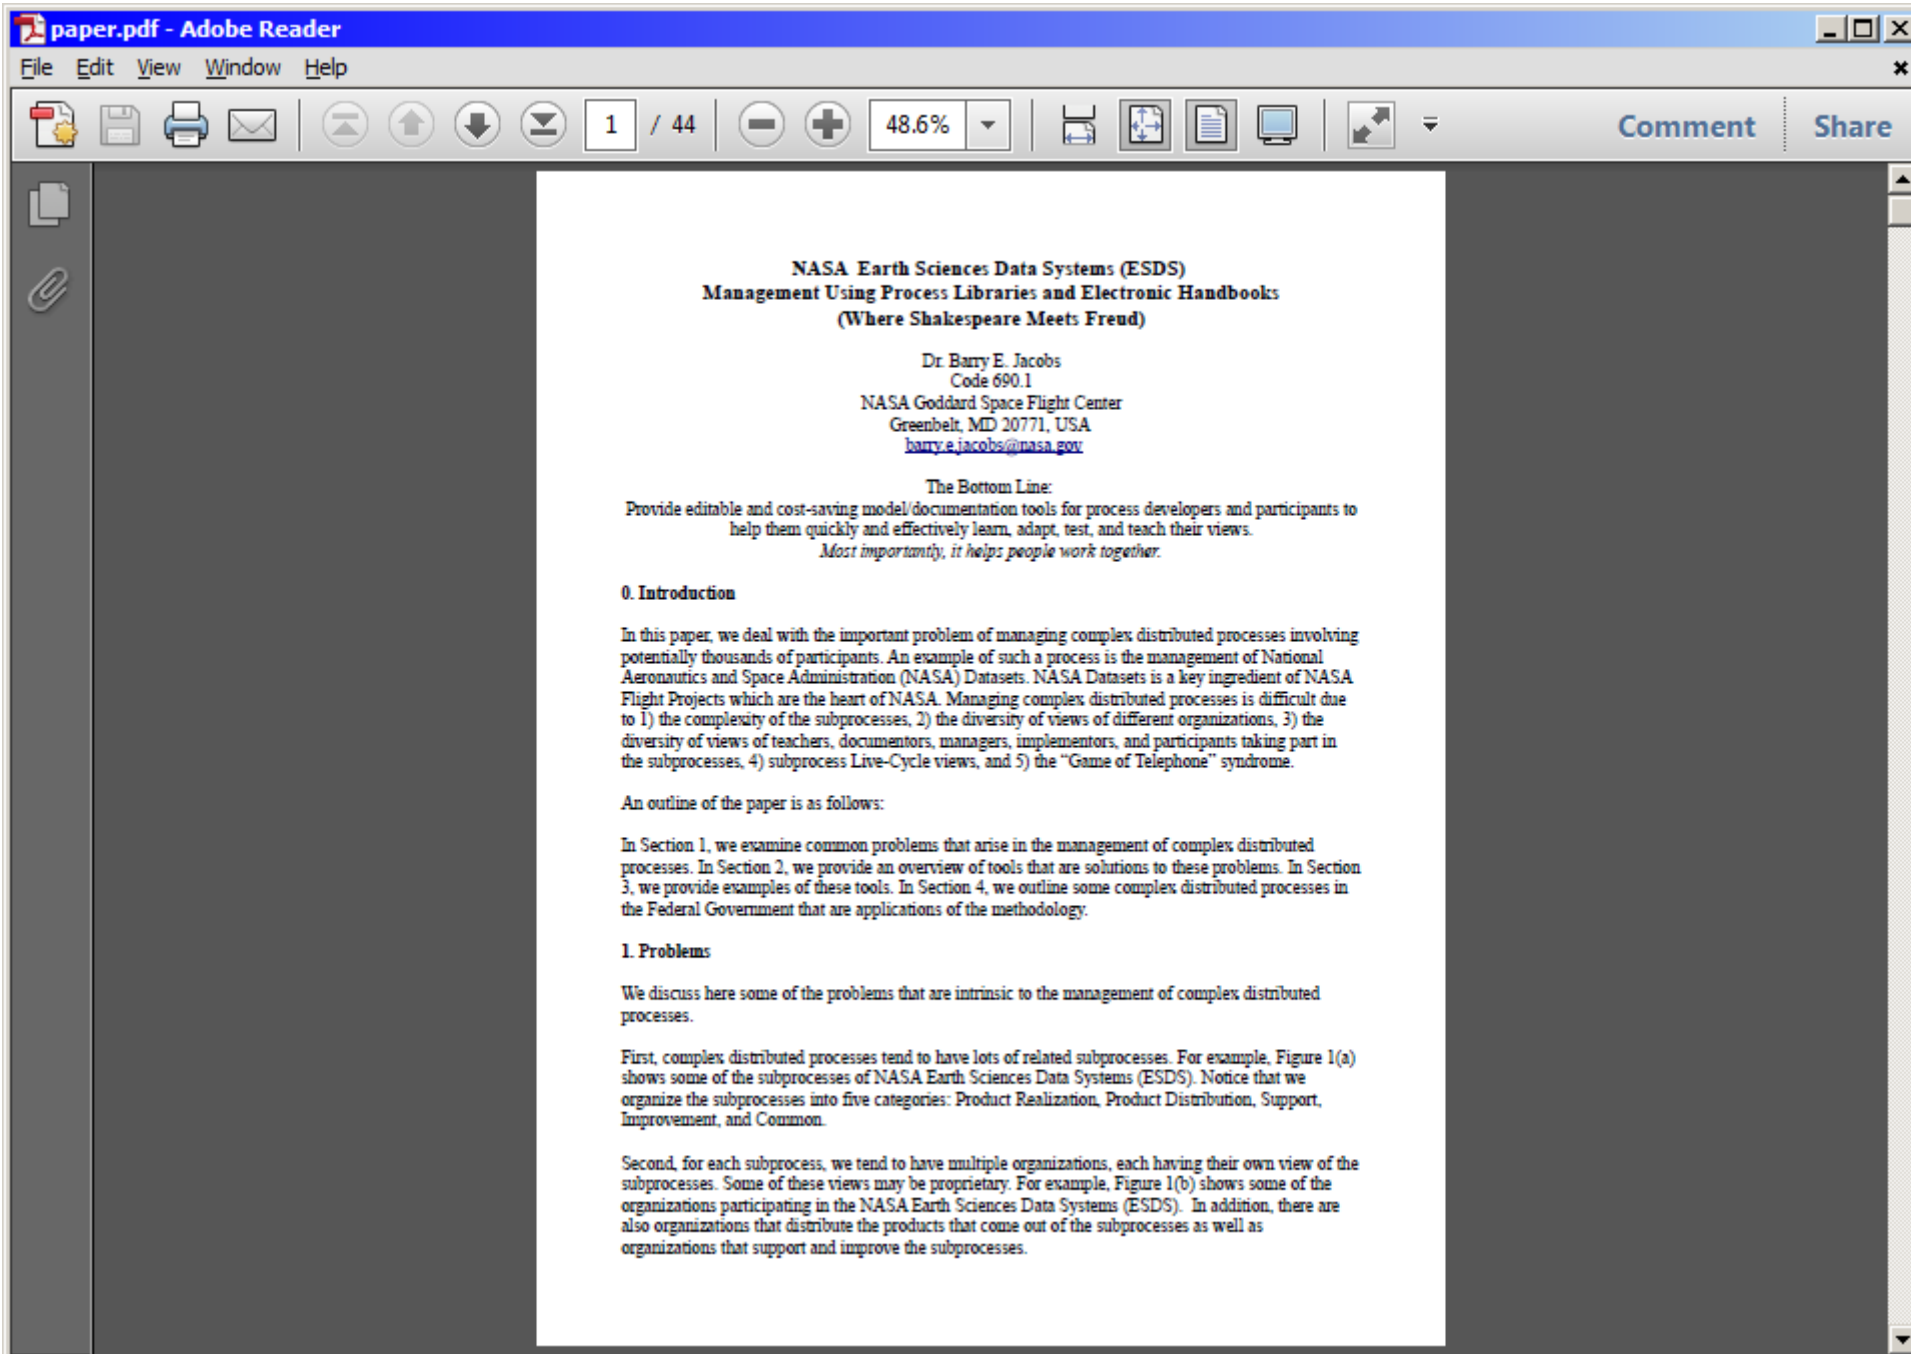 paper.pdf - Adobe Reader
File Edit View Window Help
1 / 44 48.6% Comment Share
NASA Earth Sciences Data Systems (ESDS)
Management Using Process Libraries and Electronic Handbooks
(Where Shakespeare Meets Freud)
Dr. Barry E. Jacobs
Code 690.1
NASA Goddard Space Flight Center
Greenbelt, MD 20771, USA
barry.e.jacobs@nasa.gov
The Bottom Line:
Provide editable and cost-saving model/documentation tools for process developers and participants to
help them quickly and effectively learn, adapt, test, and teach their views.
Most importantly, it helps people work together.
0. Introduction
In this paper, we deal with the important problem of managing complex distributed processes involving
potentially thousands of participants. An example of such a process is the management of National
Aeronautics and Space Administration (NASA) Datasets. NASA Datasets is a key ingredient of NASA
Flight Projects which are the heart of NASA. Managing complex distributed processes is difficult due
to 1) the complexity of the subprocesses, 2) the diversity of views of different organizations, 3) the
diversity of views of teachers, documentors, managers, implementors, and participants taking part in
the subprocesses, 4) subprocess Live-Cycle views, and 5) the “Game of Telephone” syndrome.
An outline of the paper is as follows:
In Section 1, we examine common problems that arise in the management of complex distributed
processes. In Section 2, we provide an overview of tools that are solutions to these problems. In Section
3, we provide examples of these tools. In Section 4, we outline some complex distributed processes in
the Federal Government that are applications of the methodology.
1. Problems
We discuss here some of the problems that are intrinsic to the management of complex distributed
processes.
First, complex distributed processes tend to have lots of related subprocesses. For example, Figure 1(a)
shows some of the subprocesses of NASA Earth Sciences Data Systems (ESDS). Notice that we
organize the subprocesses into five categories: Product Realization, Product Distribution, Support,
Improvement, and Common.
Second, for each subprocess, we tend to have multiple organizations, each having their own view of the
subprocesses. Some of these views may be proprietary. For example, Figure 1(b) shows some of the
organizations participating in the NASA Earth Sciences Data Systems (ESDS). In addition, there are
also organizations that distribute the products that come out of the subprocesses as well as
organizations that support and improve the subprocesses.